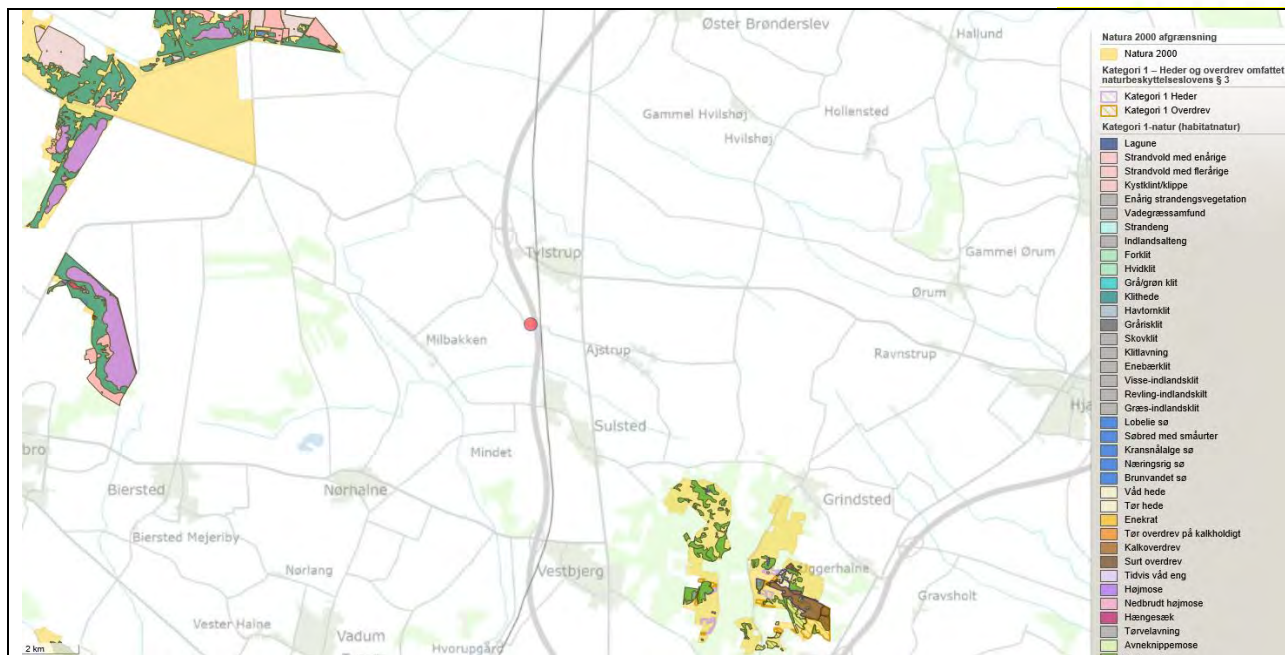 Øster Brønderslev
Hallund
Gammel Hvilshøj
Hvilshøj
Hollensted
Tylstrup
Gammel Ørum
Ørum
Milbakken
Ajstrup
Ravnstrup
Sulsted
Mindet
bro
Biersted
Nørhalne
Grindsted
Biersted Mejeriby
Nørlang
Vestbjerg
Uggerhalne
Gravsholt
Vester Halne
Vadum
Hvorupgård
2 km
Natura 2000 afgrænsning
Natura 2000
Kategori 1 – Heder og overdrev omfattet
naturbeskyttelseslovens § 3
Kategori 1 Heder
Kategori 1 Overdrev
Kategori 1-natur (habitatnatur)
Lagune
Strandvold med enårige
Strandvold med flerårige
Kystklint/klippe
Enårig strandengsvegetation
Vadegræssamfund
Strandeng
Indlandsalteng
Forklit
Hvidklit
Grå/grøn klit
Klithede
Havtornklit
Grårisklit
Skovklit
Klitlavning
Enebærklit
Visse-indlandsklit
Revling-indlandskilt
Græs-indlandsklit
Lobelie sø
Søbred med småurter
Kransnålalge sø
Næringsrig sø
Brunvandet sø
Våd hede
Tør hede
Enekrat
Tør overdrev på kalkholdigt
Kalkoverdrev
Surt overdrev
Tidvis våd eng
Højmose
Nedbrudt højmose
Hængesæk
Tørvelavning
Avneknippemose